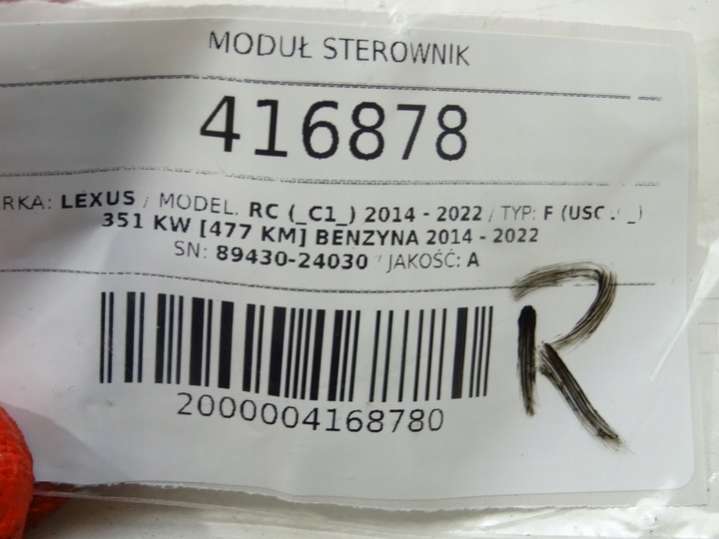 MODUŁ STEROWNIK
416878
RKA: LEXUS / MODEL: RC (_C1_) 2014 - 2022 / TYP: F (USC1_)
351 KW [477 KM] BENZYNA 2014 - 2022
SN: 89430-24030 / JAKOŚĆ: A
R
2000004168780